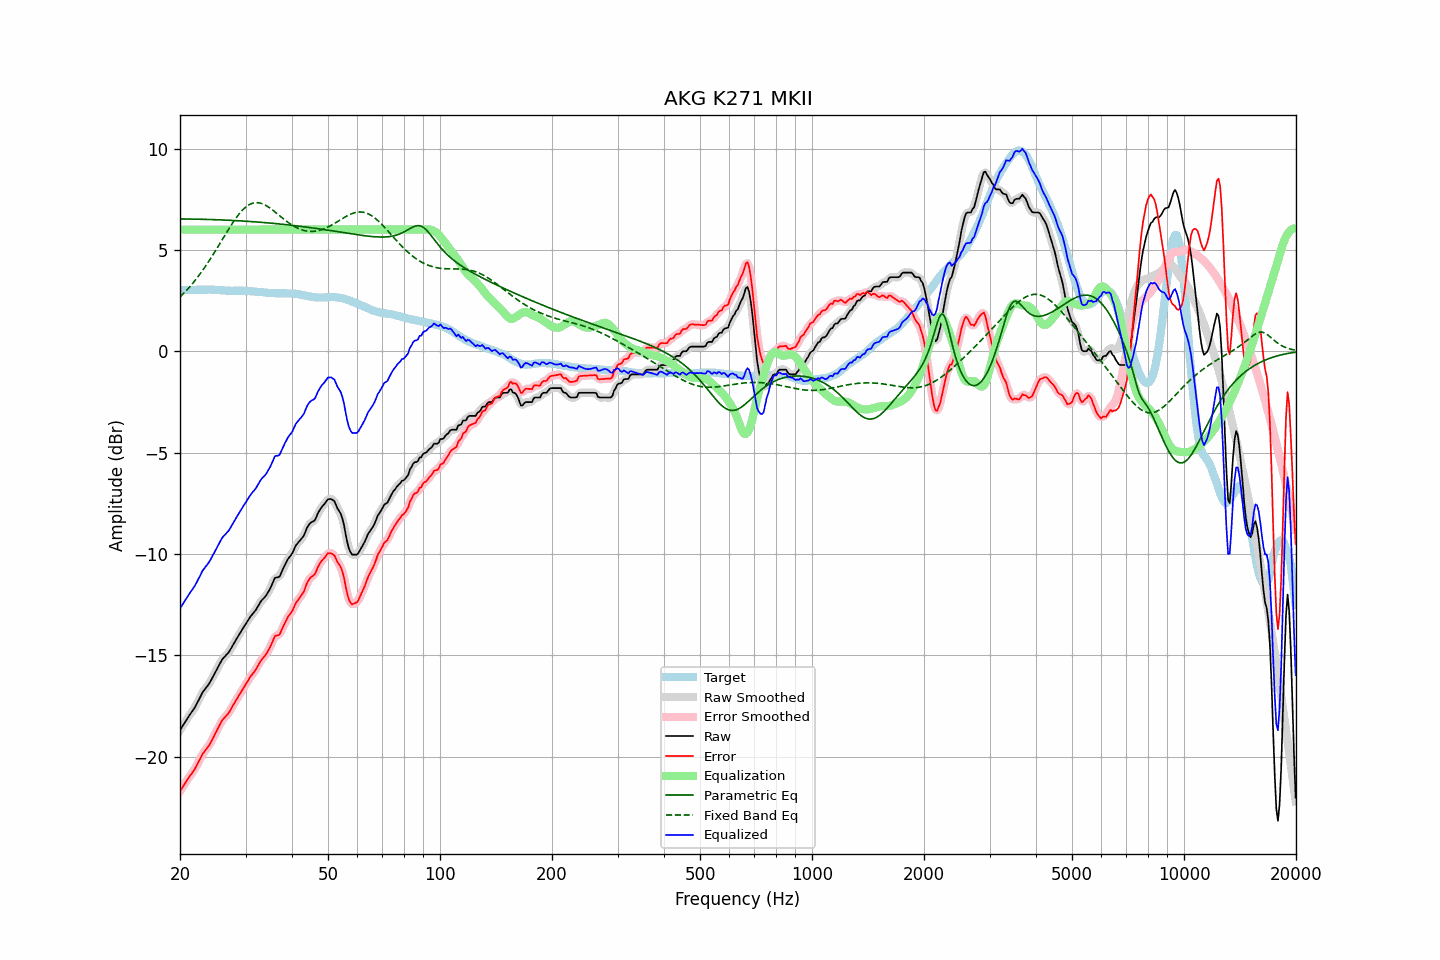 AKG K271 MKII
Amplitude (dBr)
10
5
0
−5
−10
−15
−20
Target
Raw Smoothed
Error Smoothed
Raw
Error
Equalization
Parametric Eq
Fixed Band Eq
Equalized
20 50 100 200 500 1000 2000 5000 10000 20000
Frequency (Hz)